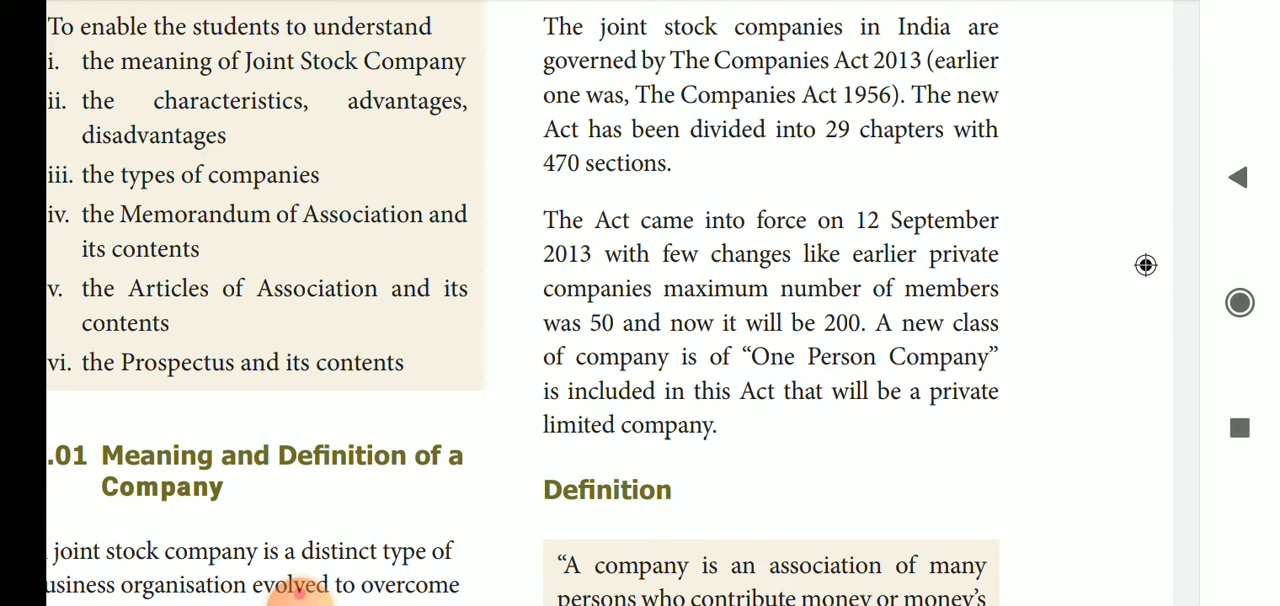 To enable the students to understand
i. the meaning of Joint Stock Company
ii. the characteristics, advantages,
disadvantages
iii. the types of companies
iv. the Memorandum of Association and
its contents
v. the Articles of Association and its
contents
vi. the Prospectus and its contents
.01 Meaning and Definition of a
Company
joint stock company is a distinct type of
usiness organisation evolved to overcome
The joint stock companies in India are
governed by The Companies Act 2013 (earlier
one was, The Companies Act 1956). The new
Act has been divided into 29 chapters with
470 sections.
The Act came into force on 12 September
2013 with few changes like earlier private
companies maximum number of members
was 50 and now it will be 200. A new class
of company is of “One Person Company”
is included in this Act that will be a private
limited company.
Definition
“A company is an association of many
persons who contribute money or money’s